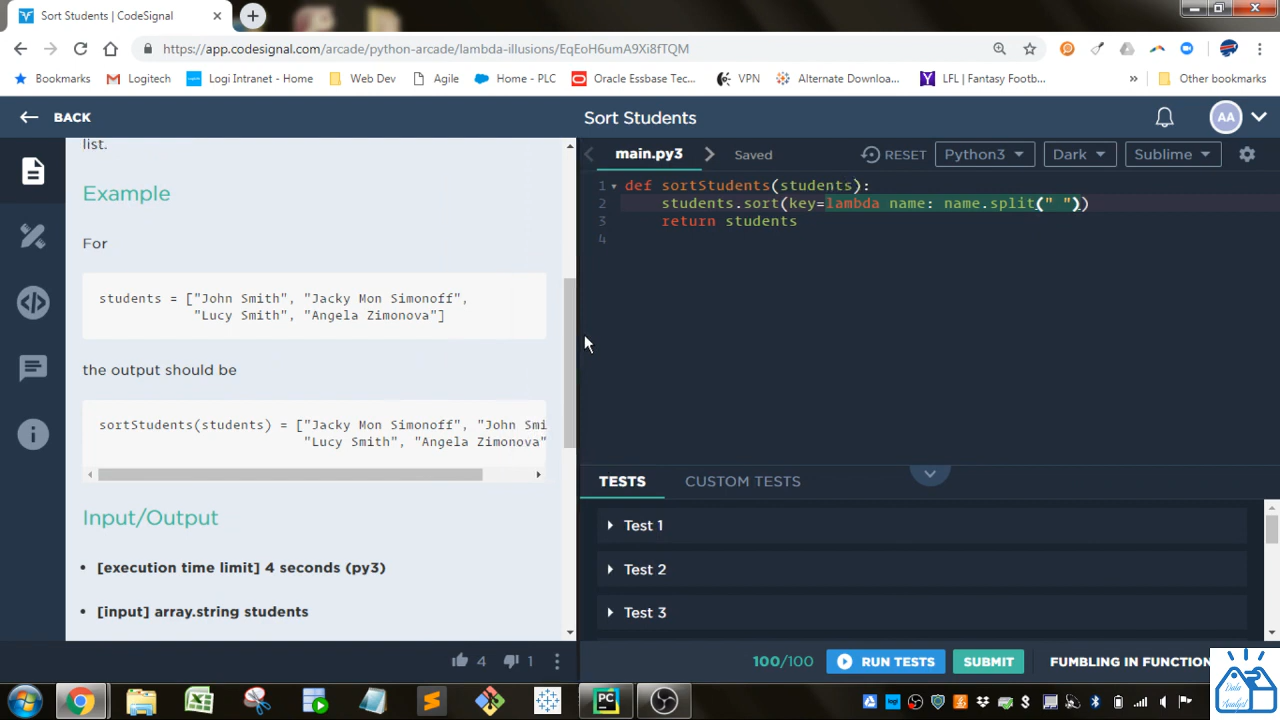 Sort Students | CodeSignal
https://app.codesignal.com/arcade/python-arcade/lambda-illusions/EqEoH6umA9Xi8fTQM
Bookmarks Logitech Logi Intranet - Home Web Dev Agile Home - PLC Oracle Essbase Tec... VPN Alternate Downloa... LFL | Fantasy Footb... » Other bookmarks
BACK Sort Students AA
main.py3 Saved RESET Python3 Dark Sublime
list.
Example
For
students = ["John Smith", "Jacky Mon Simonoff",
"Lucy Smith", "Angela Zimonova"]
the output should be
sortStudents(students) = ["Jacky Mon Simonoff", "John Smi
"Lucy Smith", "Angela Zimonova"
Input/Output
• [execution time limit] 4 seconds (py3)
• [input] array.string students
4 1
1 def sortStudents(students):
2 students.sort(key=lambda name: name.split(" "))
3 return students
4
TESTS CUSTOM TESTS
Test 1
Test 2
Test 3
100/100 RUN TESTS SUBMIT FUMBLING IN FUNCTION
Data
Analyst